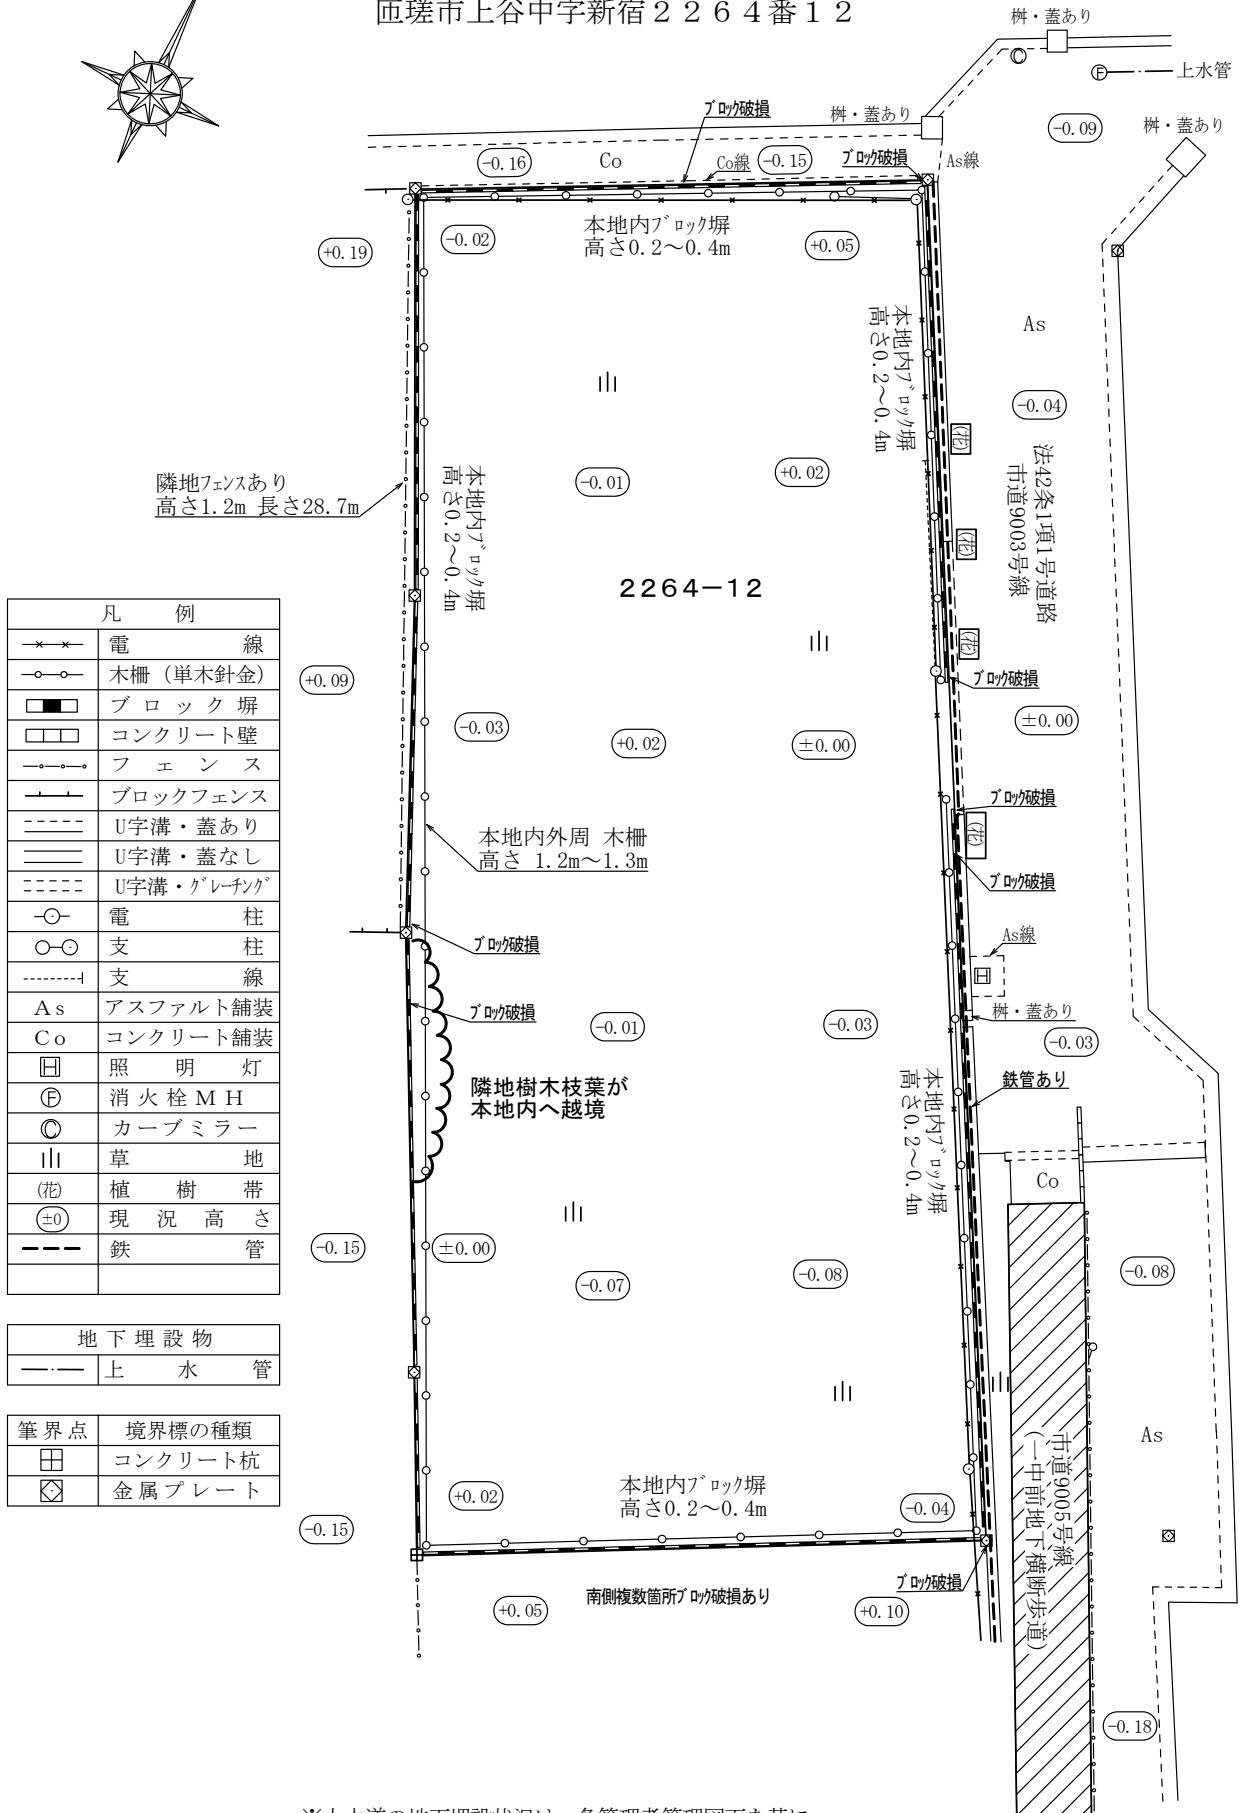 匝瑳市上谷中字新宿２２６４番１２
桝・蓋あり
Ⓒ
Ⓕ 上水管
ブロック破損
桝・蓋あり
-0.09
桝・蓋あり
-0.16
Co
Co線
-0.15
ブロック破損
As線
+0.19
-0.02
本地内ブロック塀
高さ0.2～0.4m
+0.05
本地内ブロック塀
高さ0.2～0.4m
As
-0.04
(花)
法42条1項1号道路
市道9003号線
隣地フェンスあり
高さ1.2m 長さ28.7m
本地内ブロック塀
高さ0.2～0.4m
-0.01
+0.02
(花)
2264－12
(花)
ブロック破損
+0.09
-0.03
+0.02
±0.00
±0.00
ブロック破損
(花)
本地内外周 木柵
高さ 1.2m～1.3m
ブロック破損
ブロック破損
As線
ブロック破損
桝・蓋あり
-0.01
-0.03
-0.03
隣地樹木枝葉が
本地内へ越境
鉄管あり
本地内ブロック塀
高さ0.2～0.4m
Co
-0.15
±0.00
-0.07
-0.08
-0.08
As
市道9005号線
(一中前地下横断歩道)
+0.02
本地内ブロック塀
高さ0.2～0.4m
-0.04
-0.15
+0.05
南側複数箇所ブロック破損あり
ブロック破損
+0.10
-0.18
凡 例
電 線
木柵（単木針金）
ブロック塀
コンクリート壁
フェンス
ブロックフェンス
U字溝・蓋あり
U字溝・蓋なし
U字溝・グレーチング
電 柱
支 柱
支 線
As アスファルト舗装
Co コンクリート舗装
照 明 灯
Ⓕ 消火栓ＭＨ
Ⓒ カーブミラー
草 地
(花) 植 樹 帯
±0 現 況 高 さ
鉄 管
地下埋設物
上 水 管
筆界点 境界標の種類
コンクリート杭
金属プレート